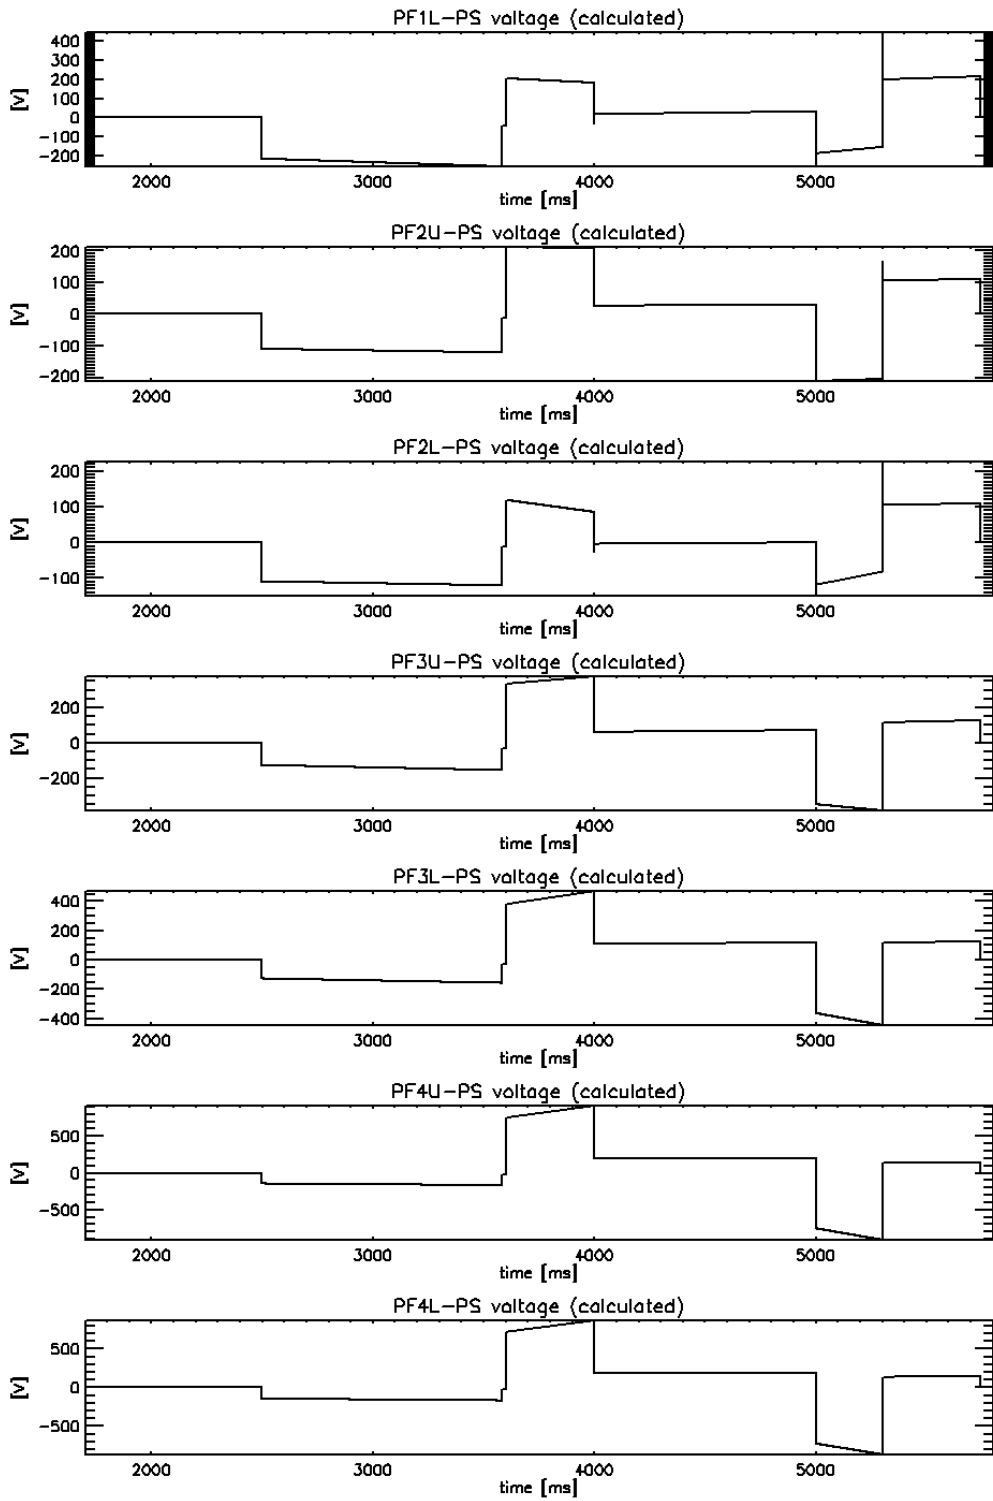 PF1L-PS voltage (calculated)
400
300
200
100
0
-100
-200
[V]
2000 3000 4000 5000
time [ms]
PF2U-PS voltage (calculated)
200
100
0
-100
-200
[V]
2000 3000 4000 5000
time [ms]
PF2L-PS voltage (calculated)
200
100
0
-100
[V]
2000 3000 4000 5000
time [ms]
PF3U-PS voltage (calculated)
200
0
-200
[V]
2000 3000 4000 5000
time [ms]
PF3L-PS voltage (calculated)
400
200
0
-200
-400
[V]
2000 3000 4000 5000
time [ms]
PF4U-PS voltage (calculated)
500
0
-500
[V]
2000 3000 4000 5000
time [ms]
PF4L-PS voltage (calculated)
500
0
-500
[V]
2000 3000 4000 5000
time [ms]